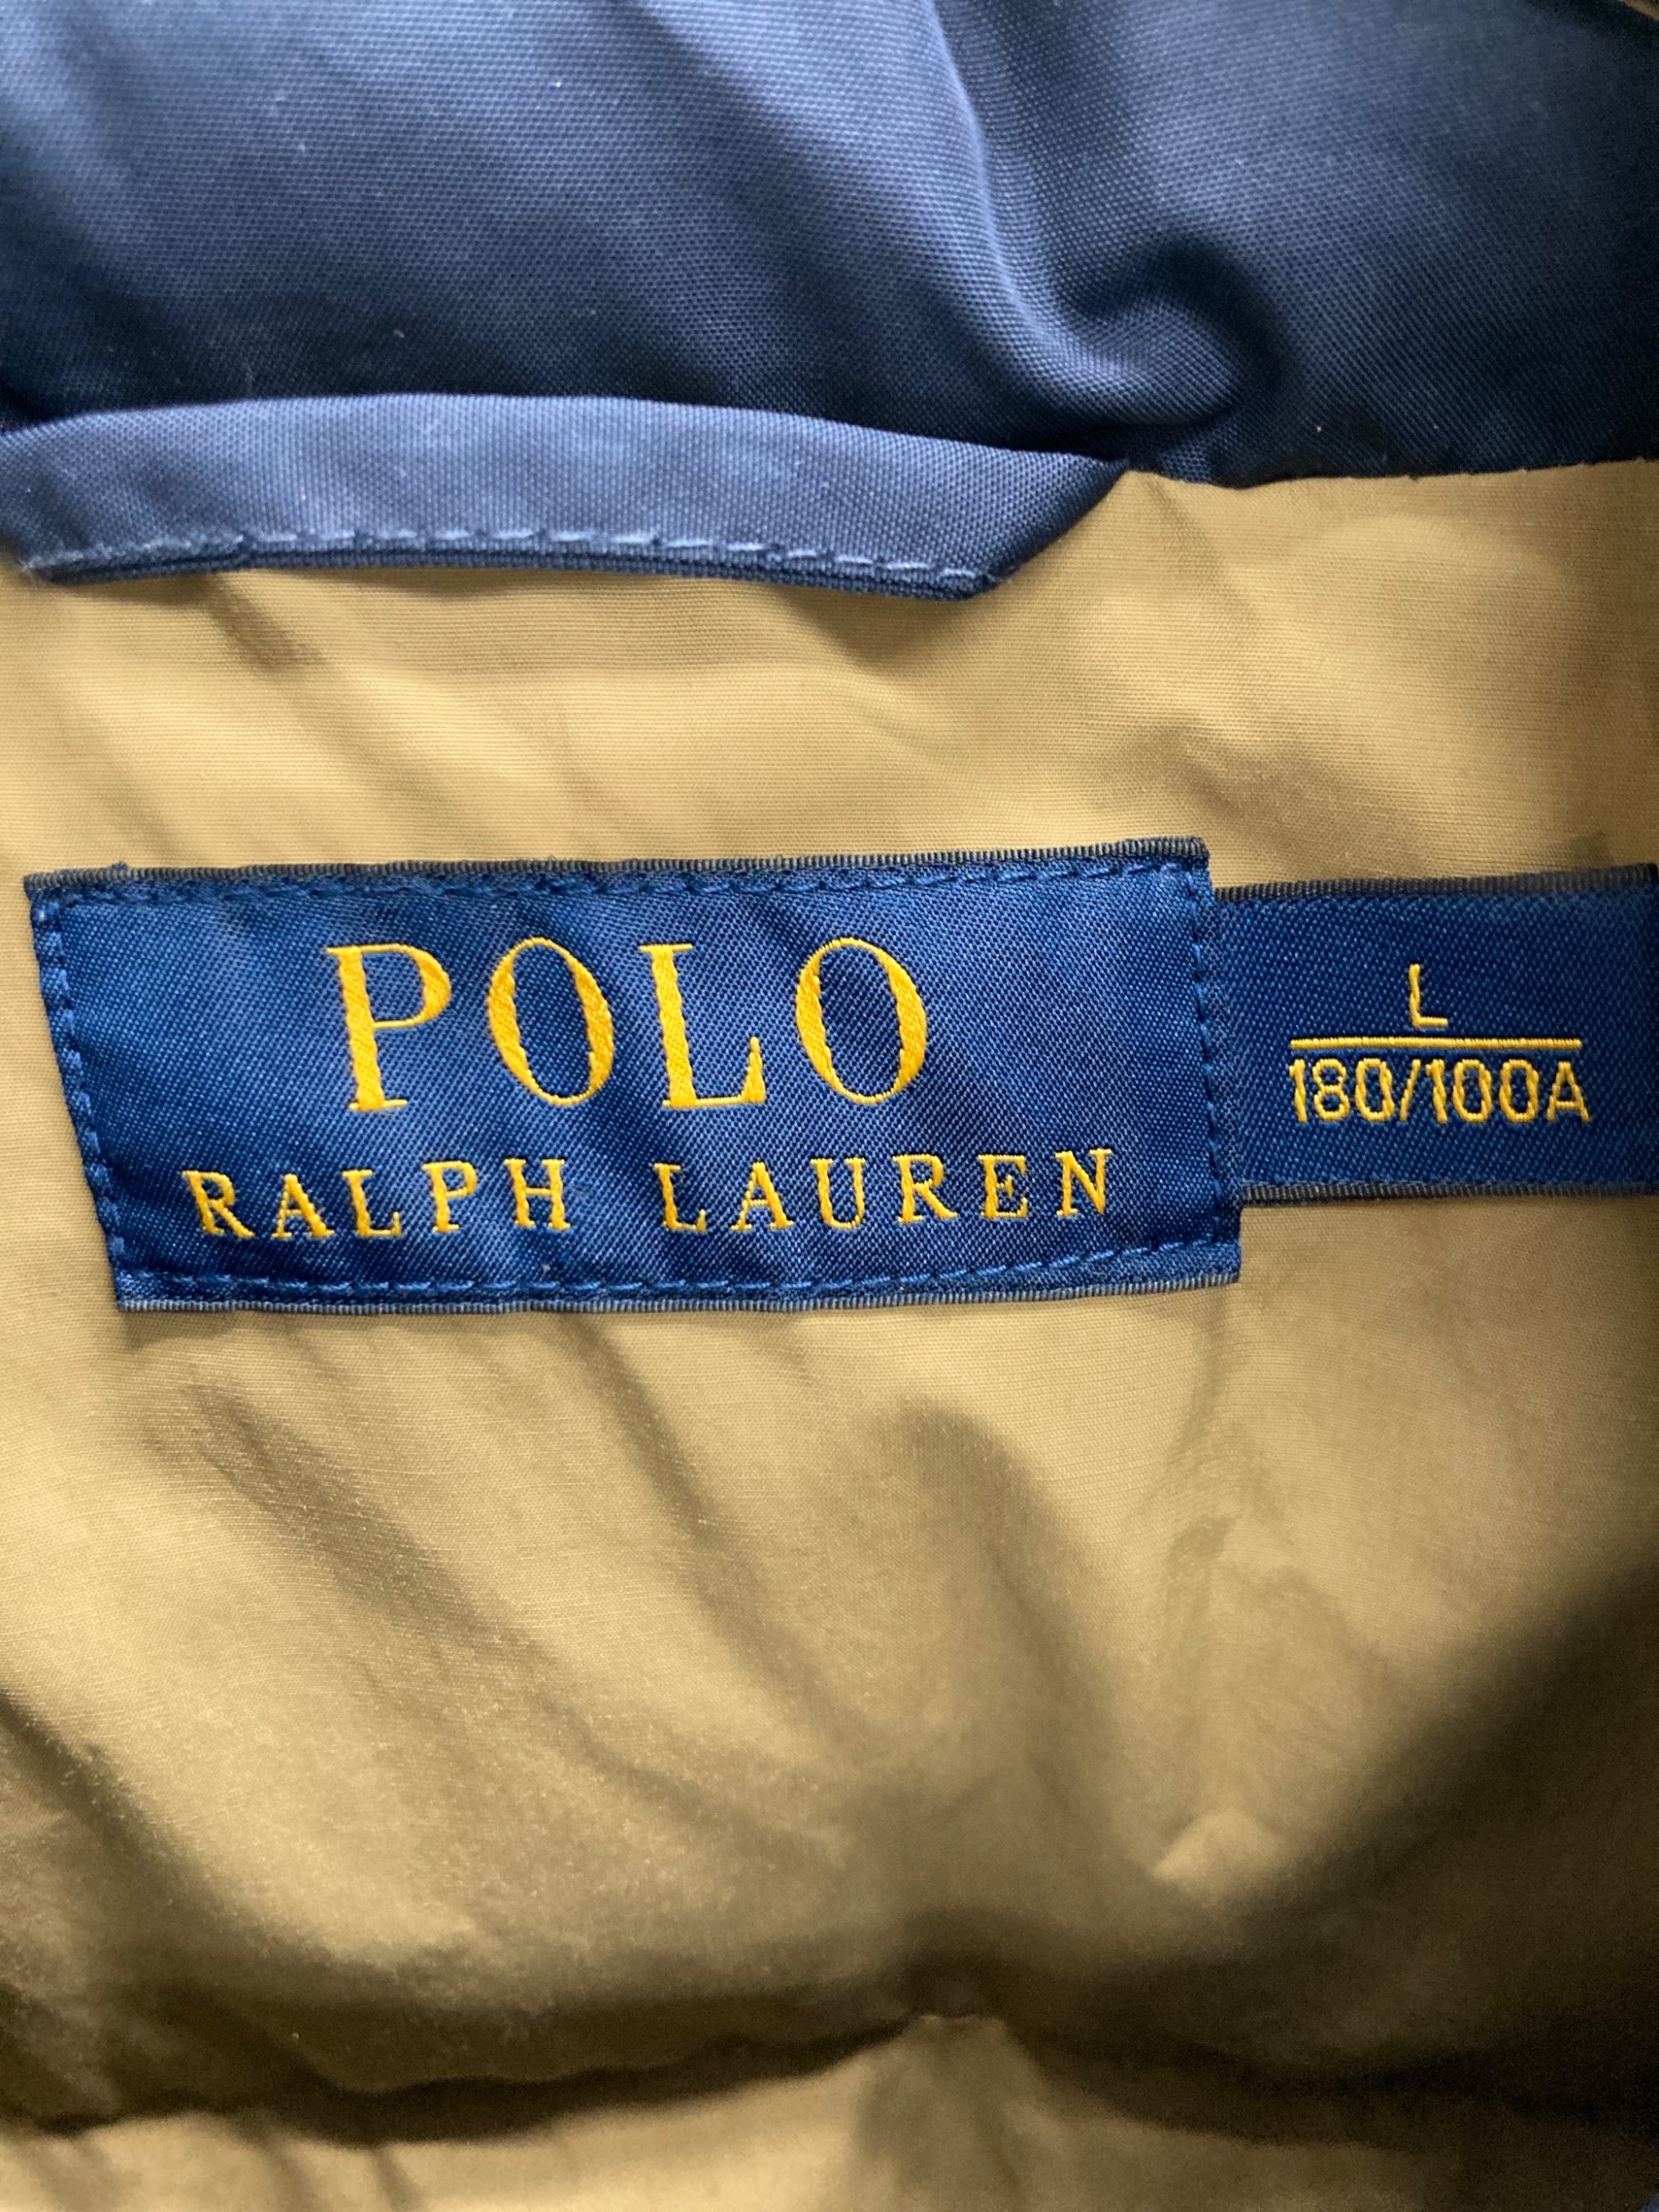 POLO
RALPH LAUREN
L
180/100A